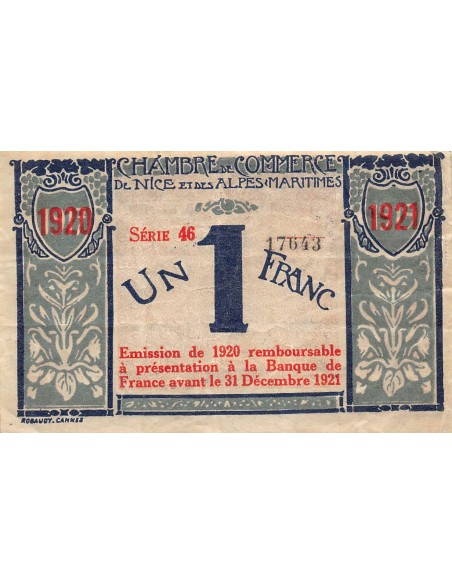 CHAMBRE DE COMMERCE
DE NICE ET DES ALPES MARITIMES
1920
1921
SÉRIE 46
17643
UN 1 FRANC
Emission de 1920 remboursable
à présentation à la Banque de
France avant le 31 Décembre 1921
ROBAUDY.CANNES